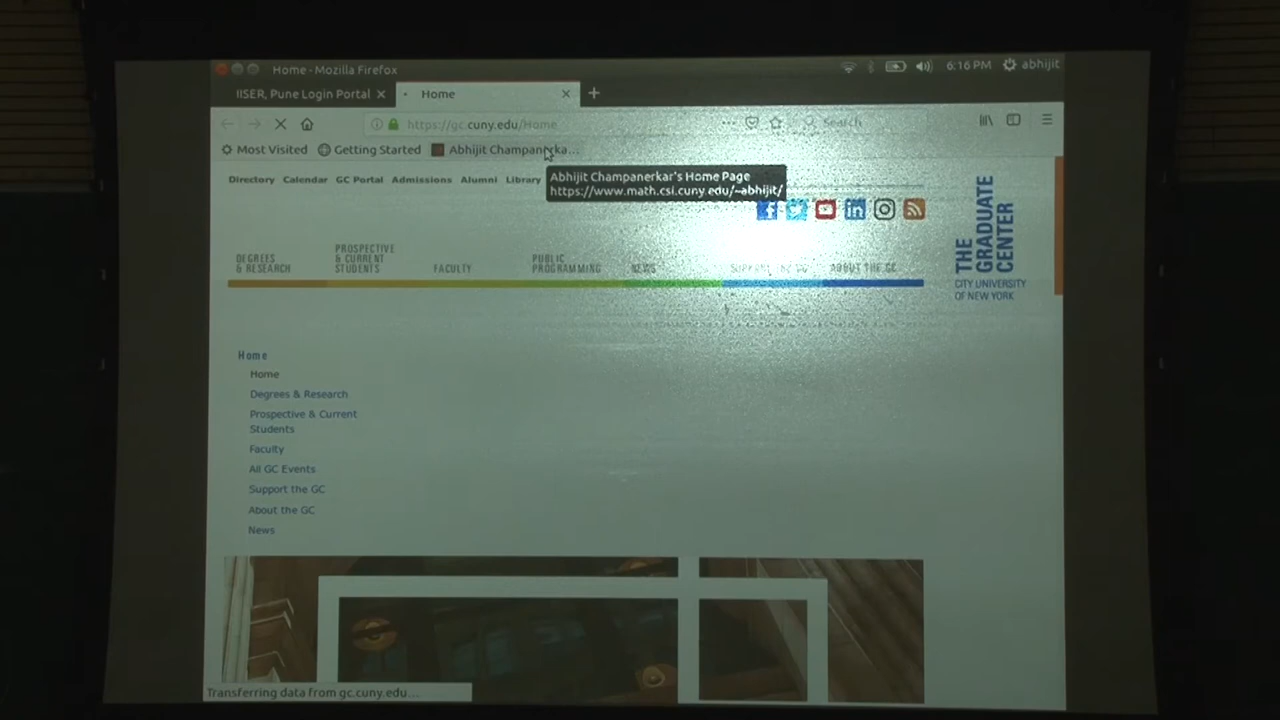 Home - Mozilla Firefox
6:16 PM abhijit
IISER, Pune Login Portal
Home
https://gc.cuny.edu/Home
Search
Most Visited
Getting Started
Abhijit Champanerka...
Abhijit Champanerkar's Home Page
https://www.math.csi.cuny.edu/~abhijit/
Directory Calendar GC Portal Admissions Alumni Library
DEGREES & RESEARCH
PROSPECTIVE & CURRENT STUDENTS
FACULTY
PUBLIC PROGRAMMING
NEWS
SUPPORT THE GC
ABOUT THE GC
THE GRADUATE CENTER
CITY UNIVERSITY
OF NEW YORK
Home
Home
Degrees & Research
Prospective & Current
Students
Faculty
All GC Events
Support the GC
About the GC
News
Transferring data from gc.cuny.edu...